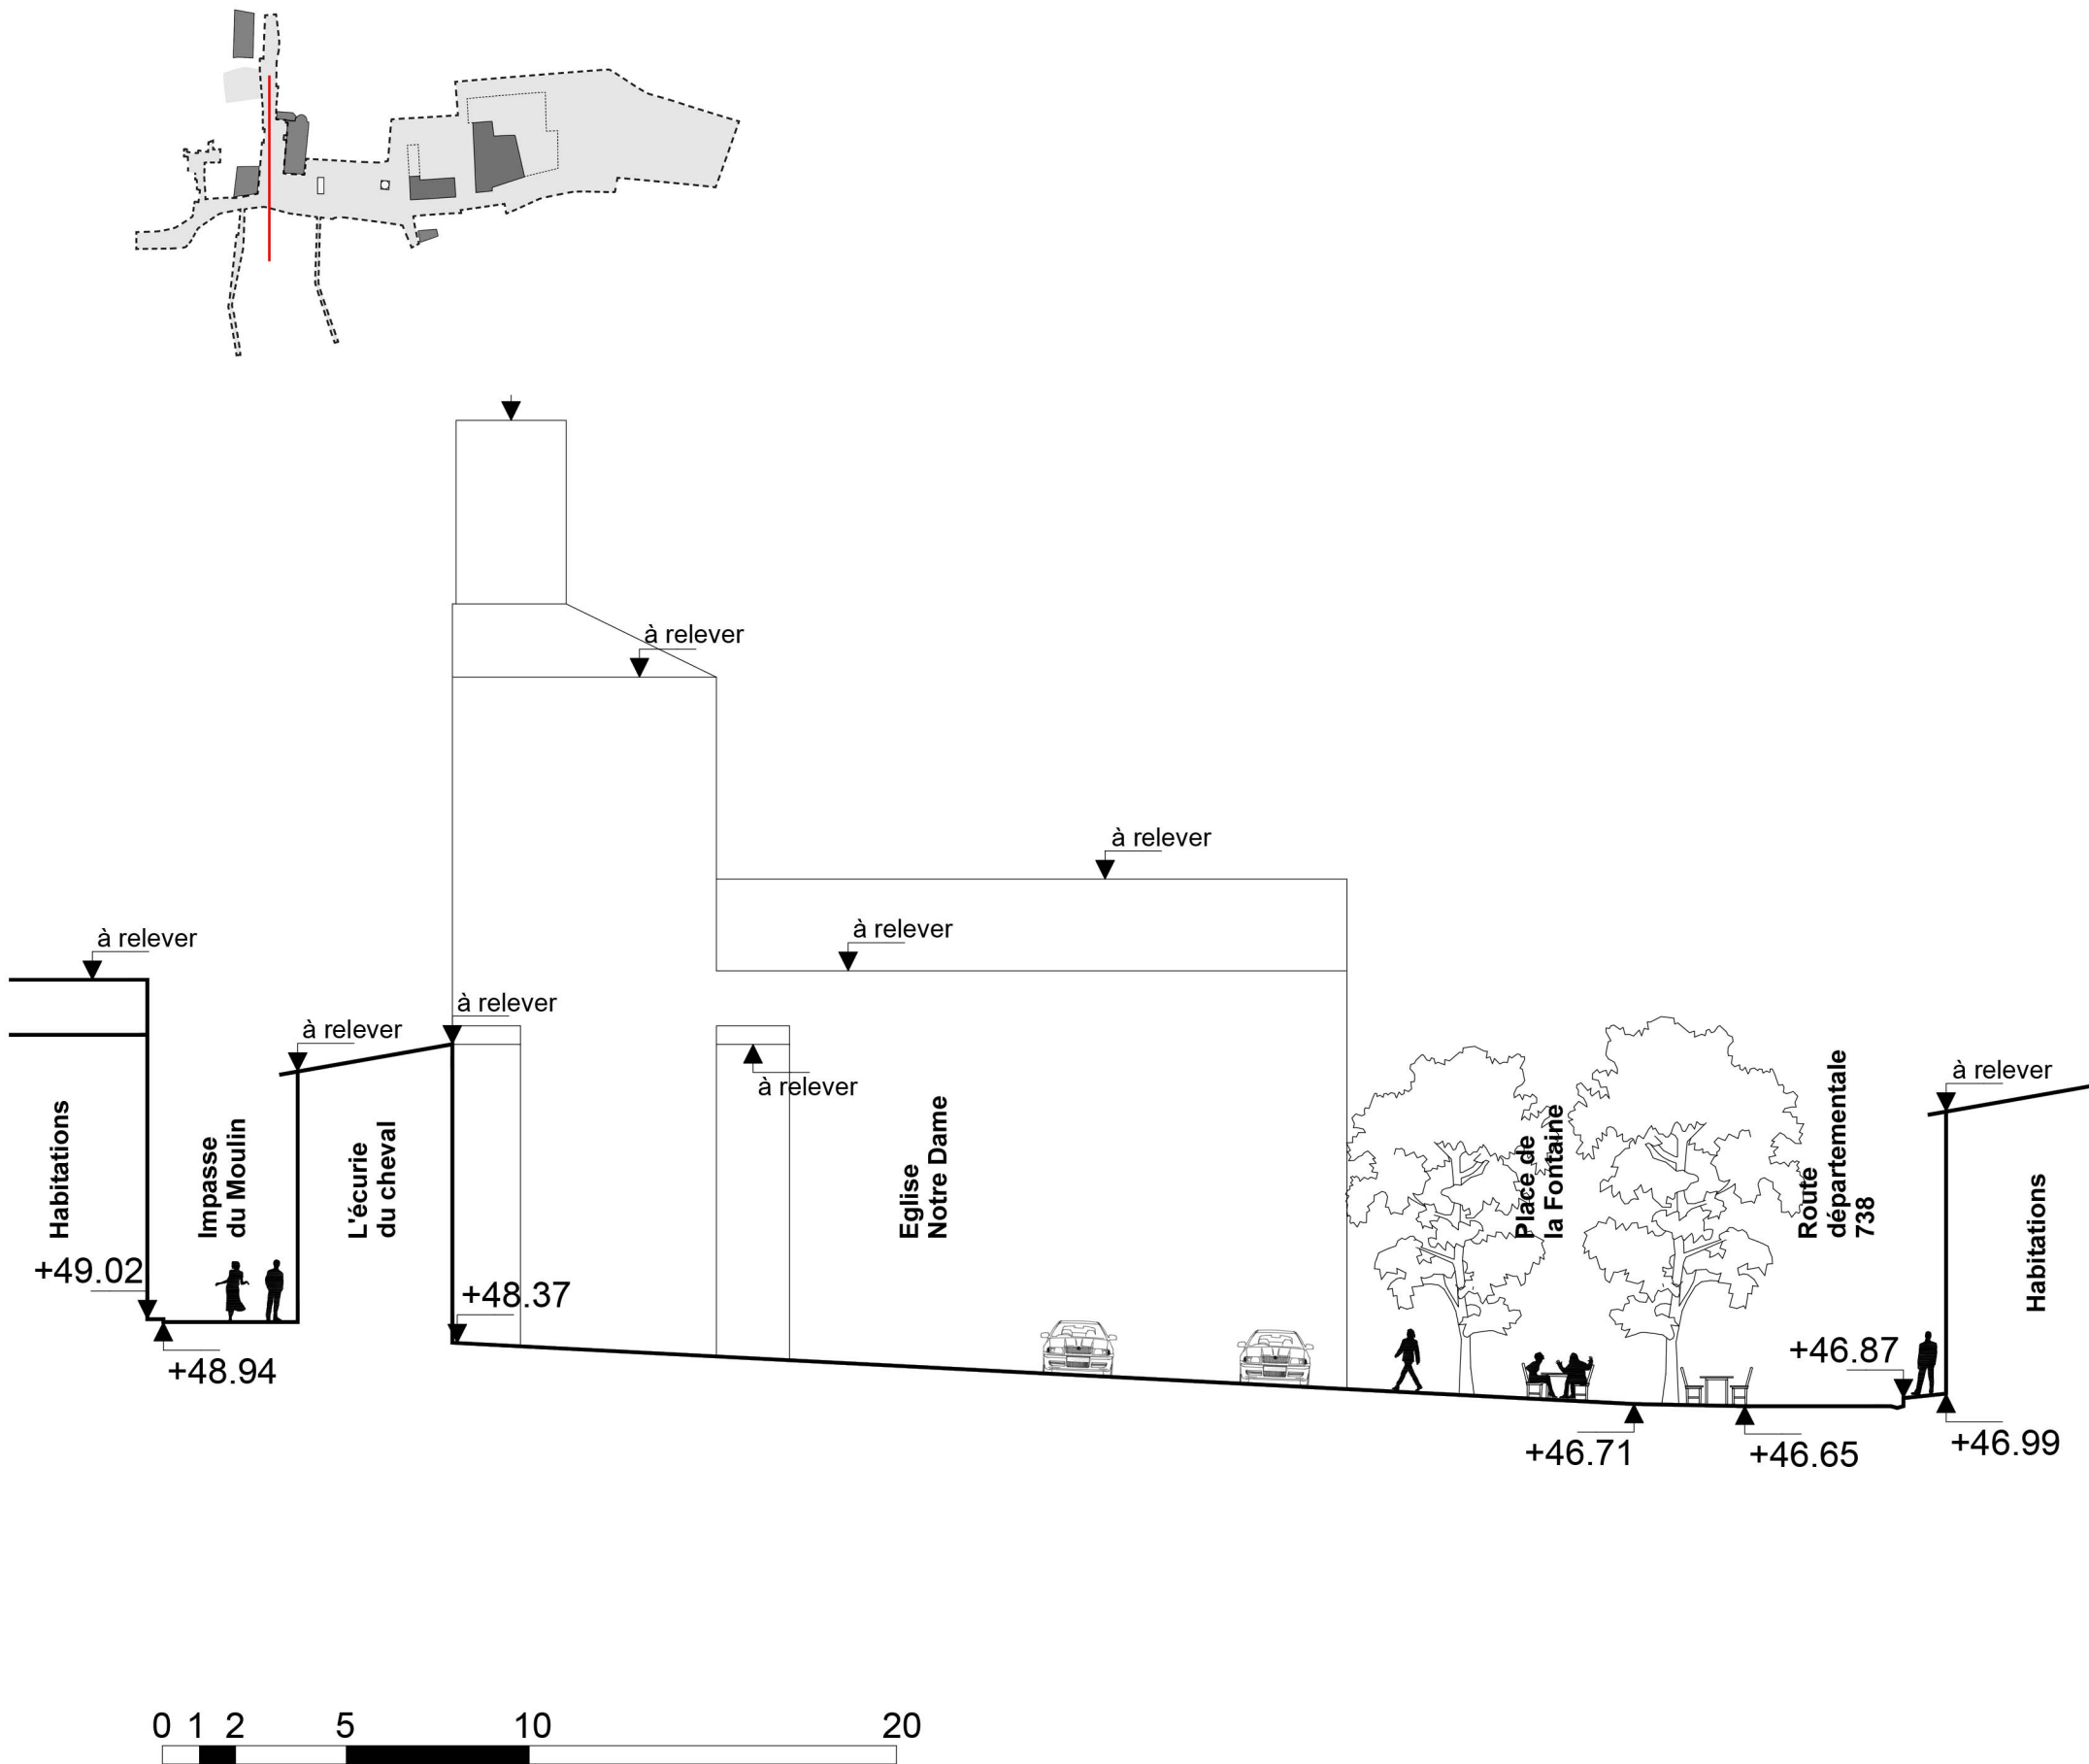 à relever
à relever
à relever
à relever
à relever
à relever
à relever
à relever
Habitations
Impasse
du Moulin
L'écurie
du cheval
Eglise
Notre Dame
Place de
la Fontaine
Route
départementale
738
Habitations
+49.02
+48.94
+48.37
+46.71
+46.65
+46.87
+46.99
0 1 2 5 10 20